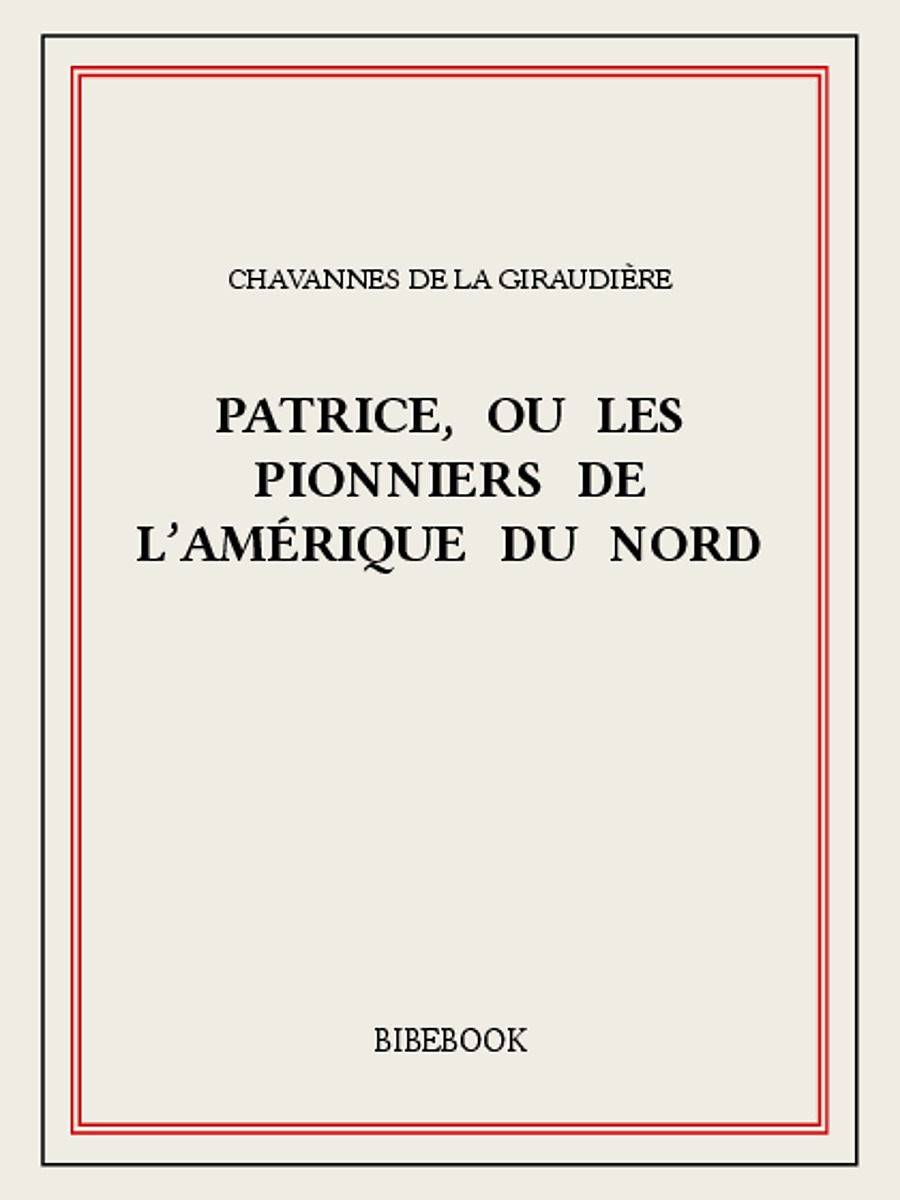 CHAVANNES DE LA GIRAUDIÈRE
PATRICE, OU LES
PIONNIERS DE
L’AMÉRIQUE DU NORD
BIBEBOOK